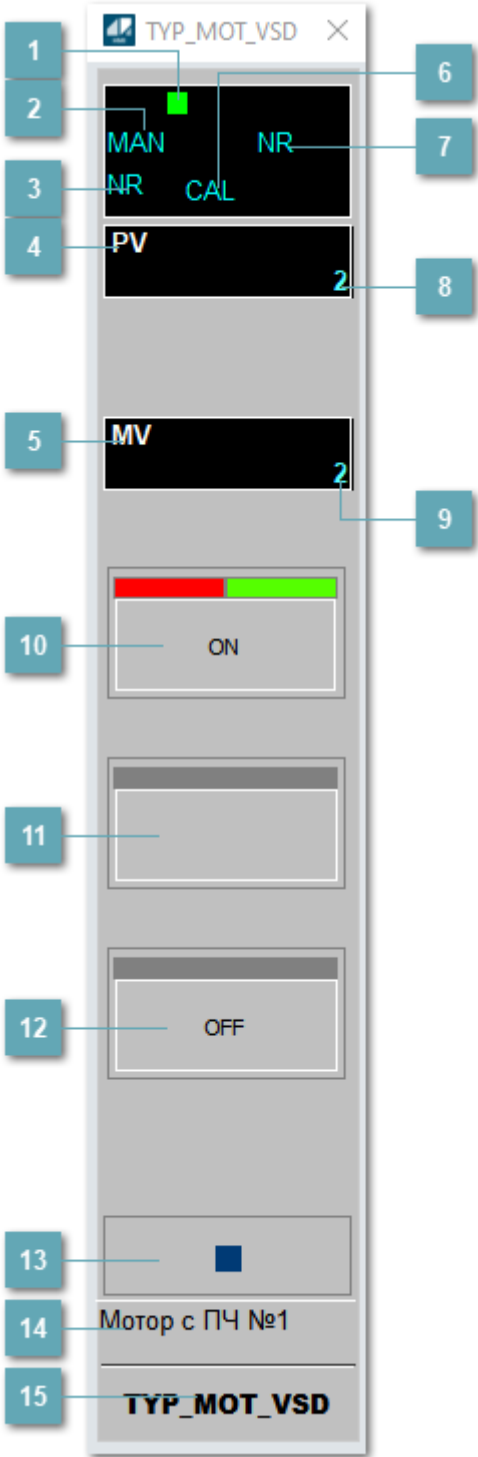 TYP_MOT_VSD
1
6
2
MAN
NR
7
3
NR
CAL
4
PV
2
8
5
MV
2
9
10
ON
11
12
OFF
13
14
Мотор с ПЧ №1
15
TYP_MOT_VSD